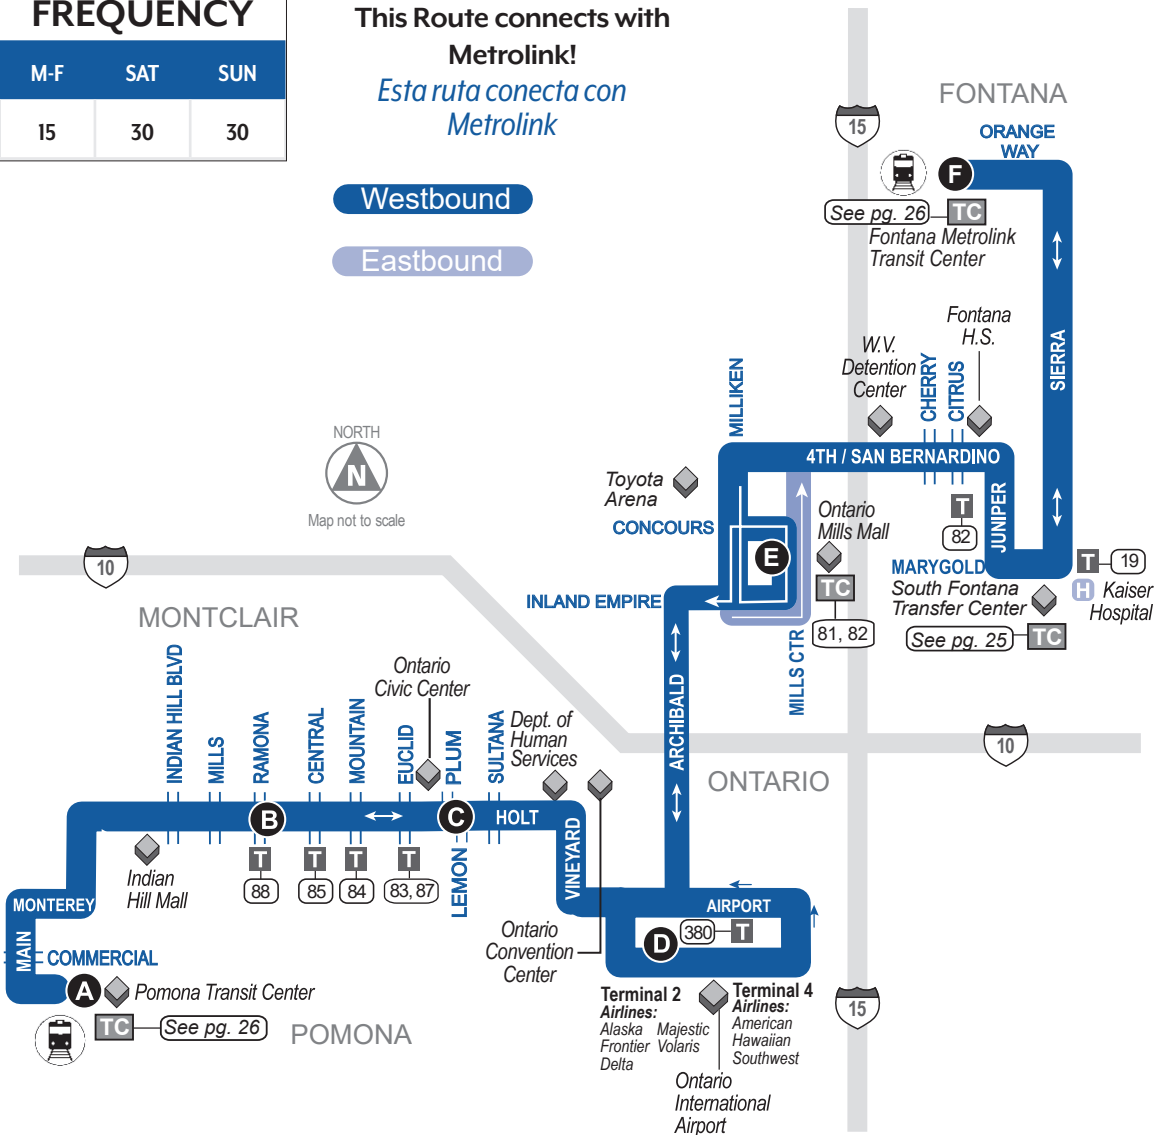 FREQUENCY
M-F SAT SUN
15 30 30
This Route connects with
Metrolink!
Esta ruta conecta con
Metrolink
Westbound
Eastbound
15
FONTANA
ORANGE
WAY
F
See pg. 26
TC
Fontana Metrolink
Transit Center
SIERRA
Fontana
H.S.
W.V.
Detention
Center
CHERRY
CITRUS
MILLIKEN
4TH / SAN BERNARDINO
NORTH
N
Map not to scale
Toyota
Arena
CONCOURS
E
Ontario
Mills Mall
TC
81, 82
T
82
JUNIPER
MARYGOLD
South Fontana
Transfer Center
See pg. 25
TC
T
19
H
Kaiser
Hospital
10
INLAND EMPIRE
MILLS CTR
MONTCLAIR
ARCHIBALD
10
ONTARIO
INDIAN HILL BLVD
MILLS
RAMONA
CENTRAL
MOUNTAIN
EUCLID
Ontario
Civic Center
PLUM
SULTANA
Dept. of
Human
Services
B
C
HOLT
Indian
Hill Mall
T
88
T
85
T
84
T
83, 87
LEMON
VINEYARD
MONTEREY
MAIN
COMMERCIAL
A
Pomona Transit Center
TC
See pg. 26
POMONA
Ontario
Convention
Center
AIRPORT
D
380
T
15
Terminal 2
Airlines:
Alaska Majestic
Frontier Volaris
Delta
Terminal 4
Airlines:
American
Hawaiian
Southwest
Ontario
International
Airport